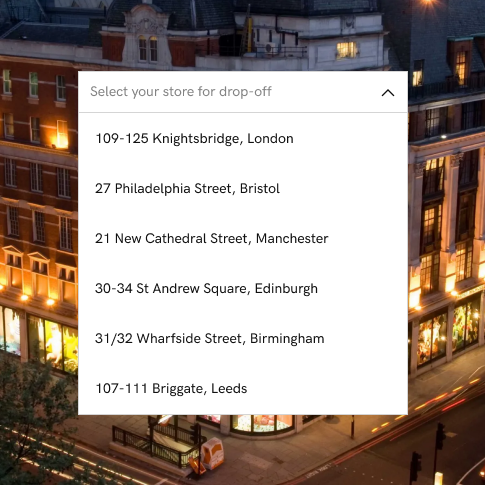 Select your store for drop-off
109-125 Knightsbridge, London
27 Philadelphia Street, Bristol
21 New Cathedral Street, Manchester
30-34 St Andrew Square, Edinburgh
31/32 Wharfside Street, Birmingham
107-111 Briggate, Leeds